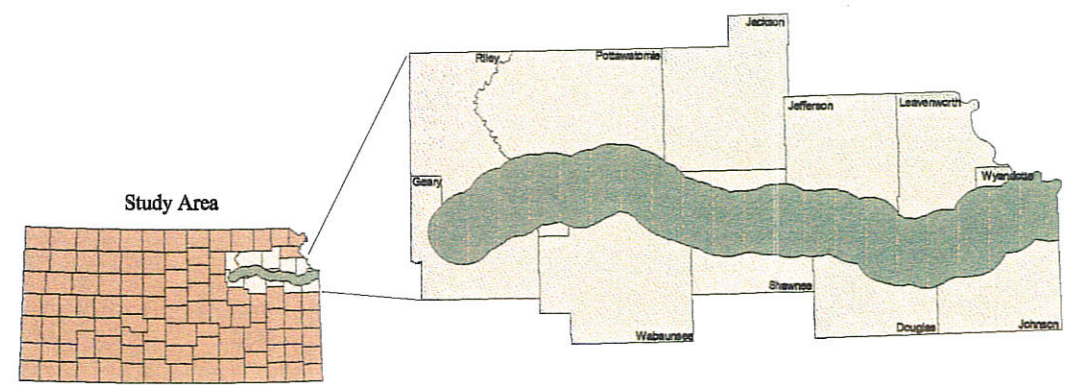 Jackson
Riley
Pottawatomie
Jefferson
Leavenworth
Wyandotte
Geary
Study Area
Shawnee
Wabaunsee
Douglas
Johnson